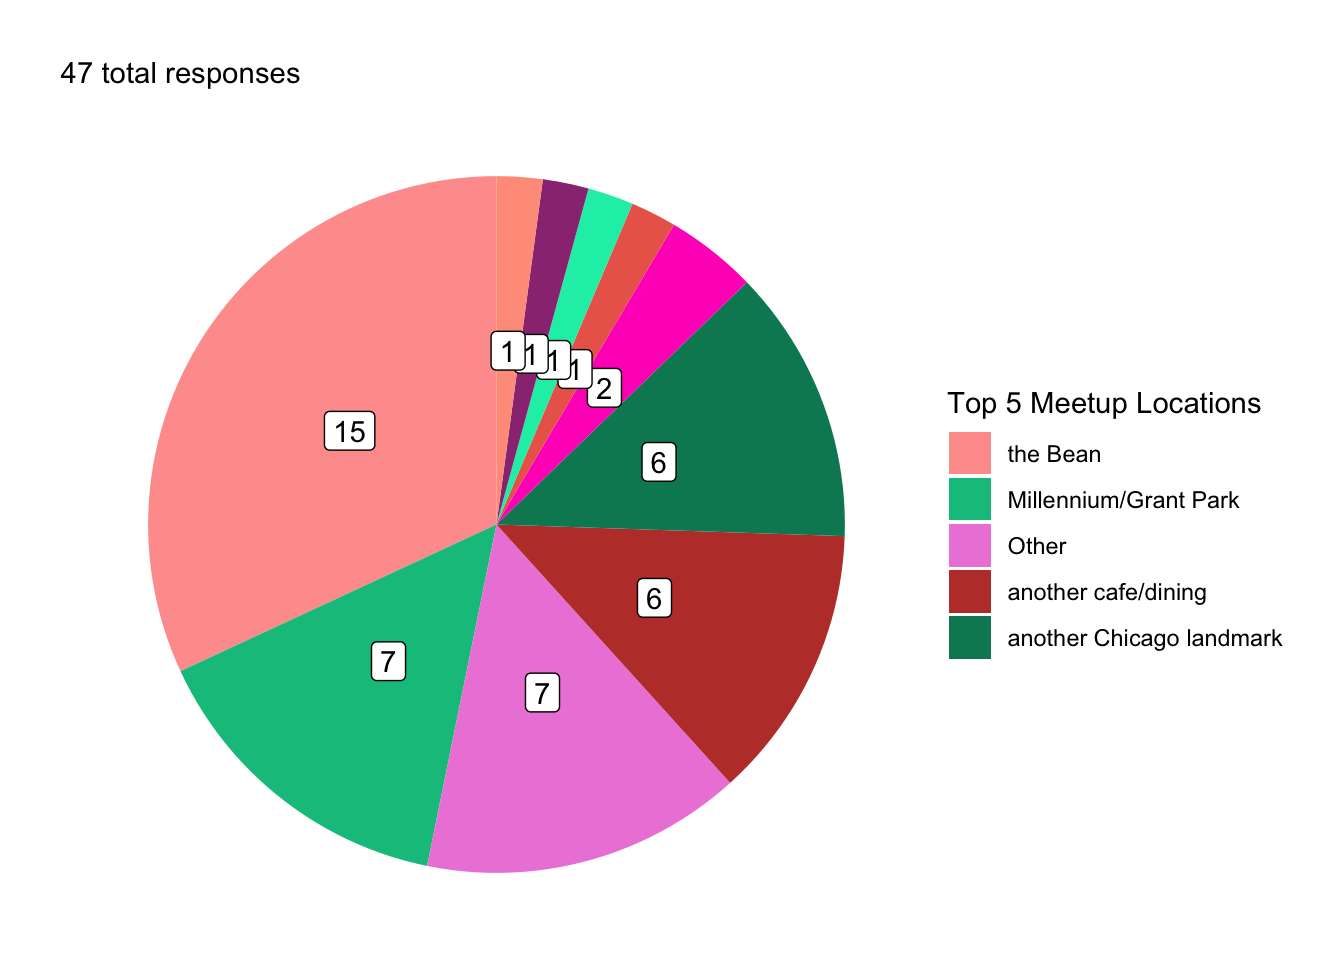 47 total responses
1
1
1
1
2
6
15
6
7
7
Top 5 Meetup Locations
the Bean
Millennium/Grant Park
Other
another cafe/dining
another Chicago landmark